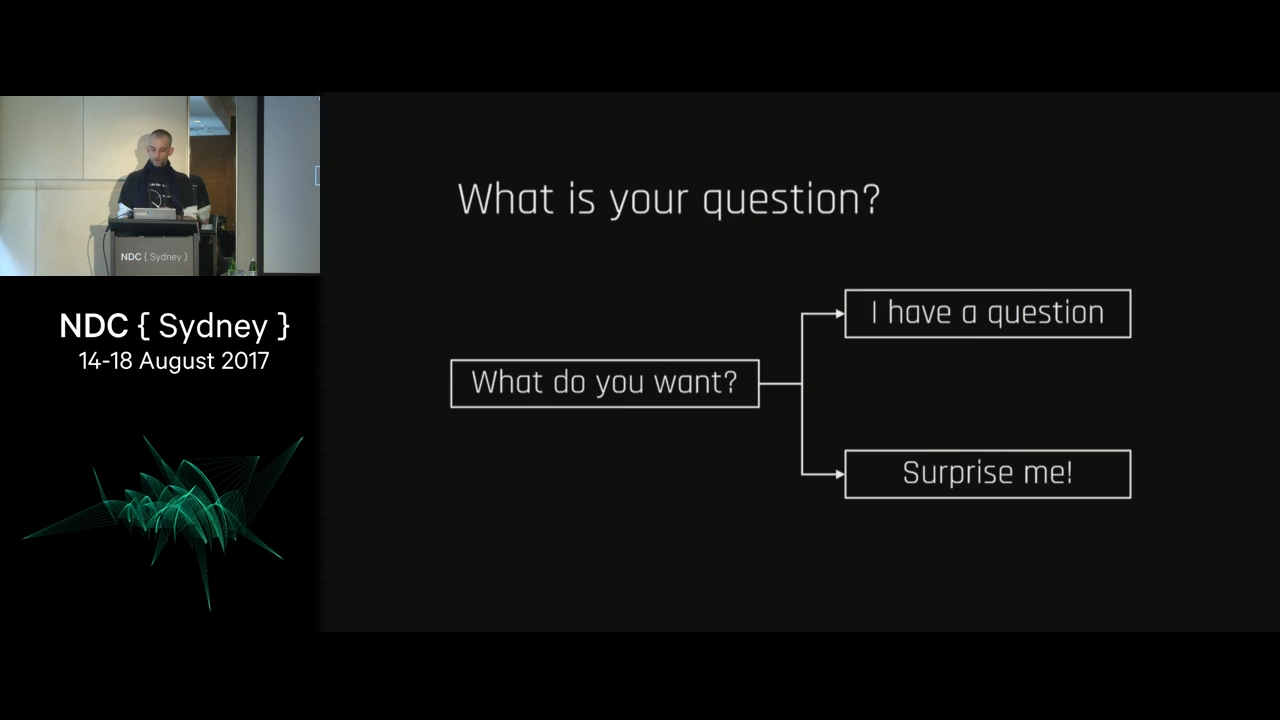 NDC { Sydney }
NDC { Sydney }
14-18 August 2017
What is your question?
What do you want?
I have a question
Surprise me!